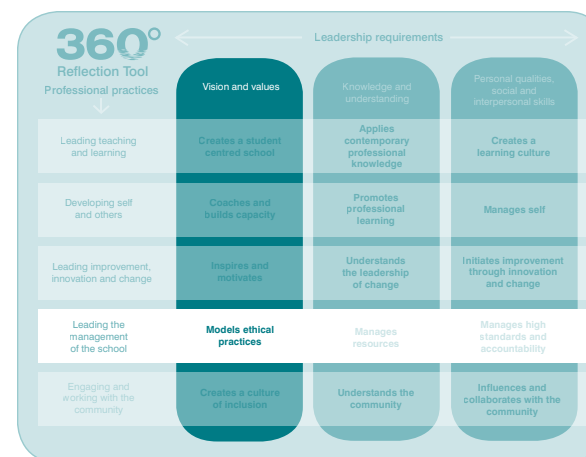 360°
Reflection Tool
Professional practices
Leadership requirements
Vision and values
Knowledge and
understanding
Personal qualities,
social and
interpersonal skills
Leading teaching
and learning
Creates a student
centred school
Applies
contemporary
professional
knowledge
Creates a
learning culture
Developing self
and others
Coaches and
builds capacity
Promotes
professional
learning
Manages self
Leading improvement,
innovation and change
Inspires and
motivates
Understands
the leadership
of change
Initiates improvement
through innovation
and change
Leading the
management
of the school
Models ethical
practices
Manages
resources
Manages high
standards and
accountability
Engaging and
working with the
community
Creates a culture
of inclusion
Understands the
community
Influences and
collaborates with the
community